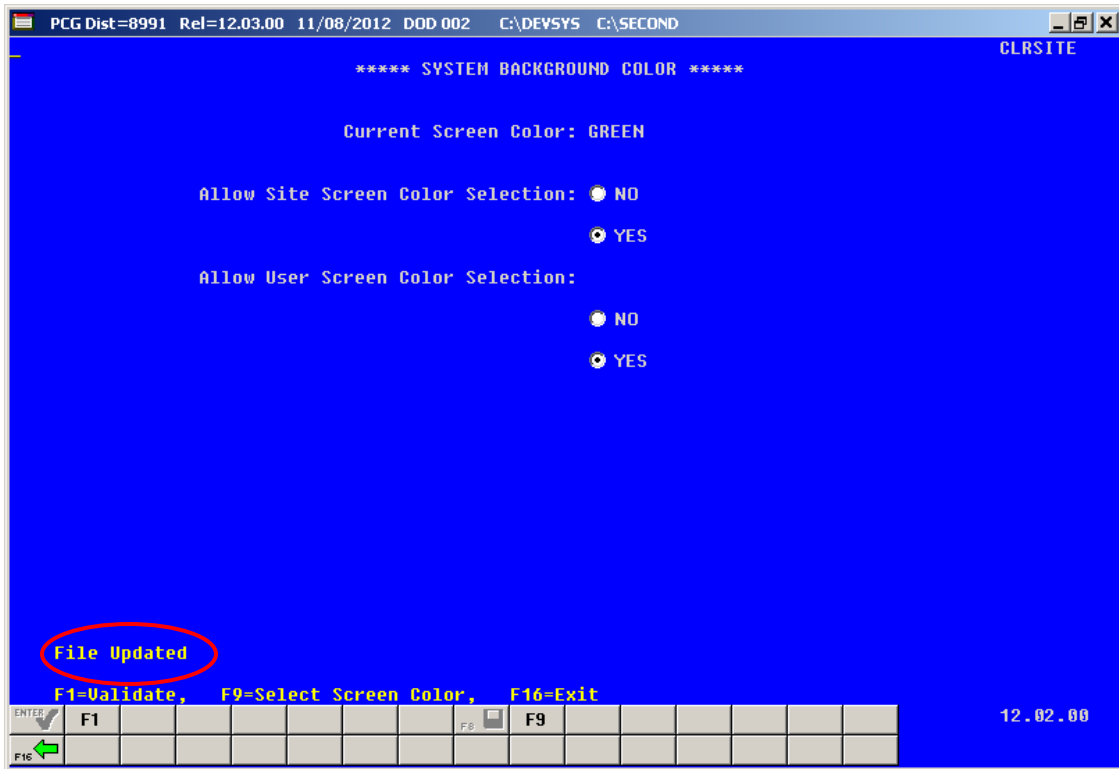 PCG Dist=8991 Rel=12.03.00 11/08/2012 DOD 002 C:\DEVSYS C:\SECOND
CLRSITE
***** SYSTEM BACKGROUND COLOR *****
Current Screen Color: GREEN
Allow Site Screen Color Selection: NO
YES
Allow User Screen Color Selection:
NO
YES
File Updated
F1=Validate, F9=Select Screen Color, F16=Exit
ENTER F1 F8 F9 12.02.00
F16